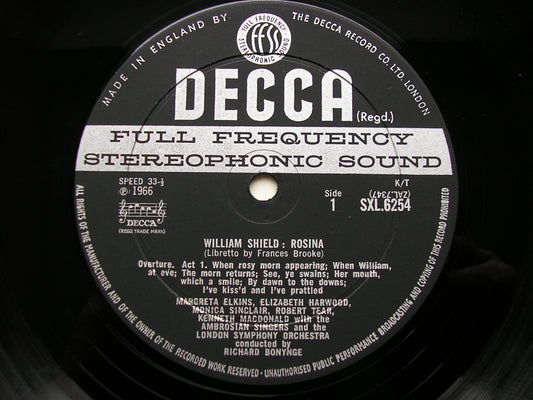 MADE IN ENGLAND BY THE DECCA RECORD CO. LTD. LONDON
FULL FREQUENCY
FFSS
STEREOPHONIC SOUND
DECCA (Regd.)
FULL FREQUENCY
STEREOPHONIC SOUND
SPEED 33-⅓
Ⓟ 1966
DECCA
(REGD. TRADE MARK)
Side
1
K/T
(ZAL.7347)
SXL.6254
WILLIAM SHIELD : ROSINA
(Libretto by Frances Brooke)
Overture. Act 1. When rosy morn appearing; When William,
at eve; The morn returns; See, ye swains; Her mouth,
which a smile; By dawn to the downs;
I've kiss'd and I've prattled
MARGRETA ELKINS, ELIZABETH HARWOOD,
MONICA SINCLAIR, ROBERT TEAR,
KENNETH MACDONALD with the
AMBROSIAN SINGERS and the
LONDON SYMPHONY ORCHESTRA
conducted by
RICHARD BONYNGE
ALL RIGHTS OF THE MANUFACTURER AND OF THE OWNER OF THE RECORDED WORK RESERVED · UNAUTHORISED PUBLIC PERFORMANCE BROADCASTING AND COPYING OF THIS RECORD PROHIBITED